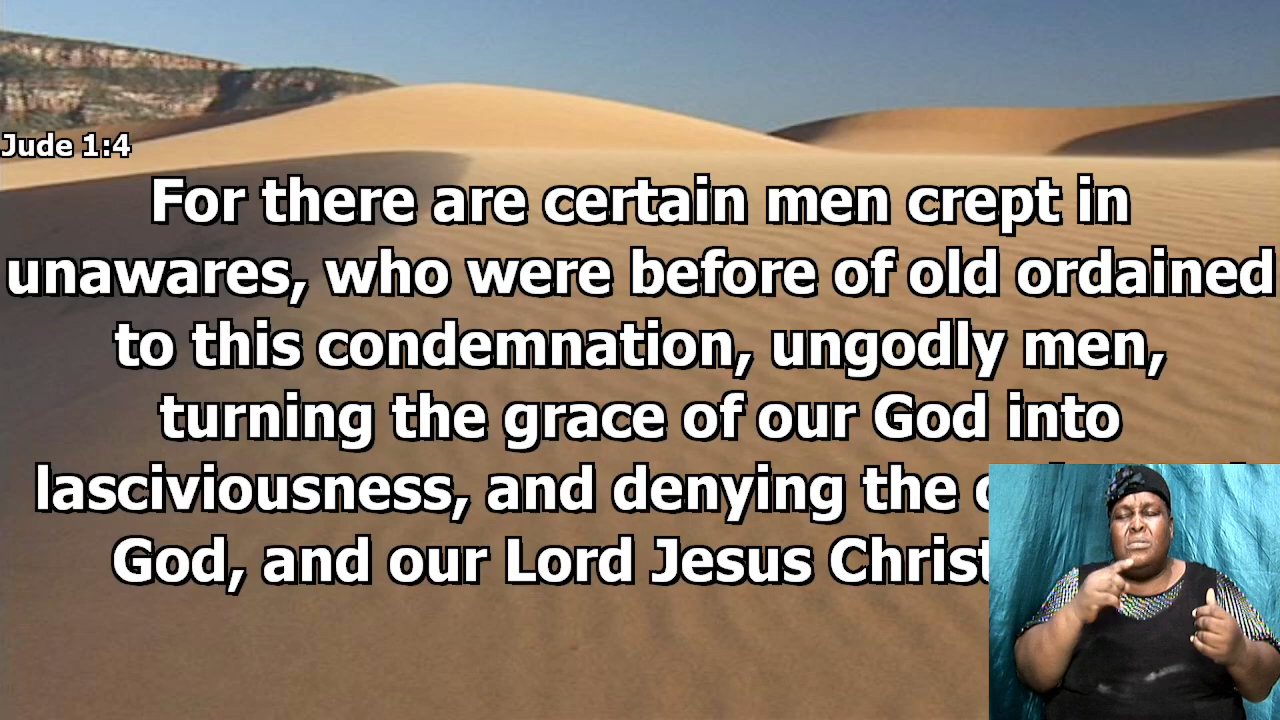 Jude 1:4
For there are certain men crept in
unawares, who were before of old ordained
to this condemnation, ungodly men,
turning the grace of our God into
lasciviousness, and denying the
God, and our Lord Jesus Christ